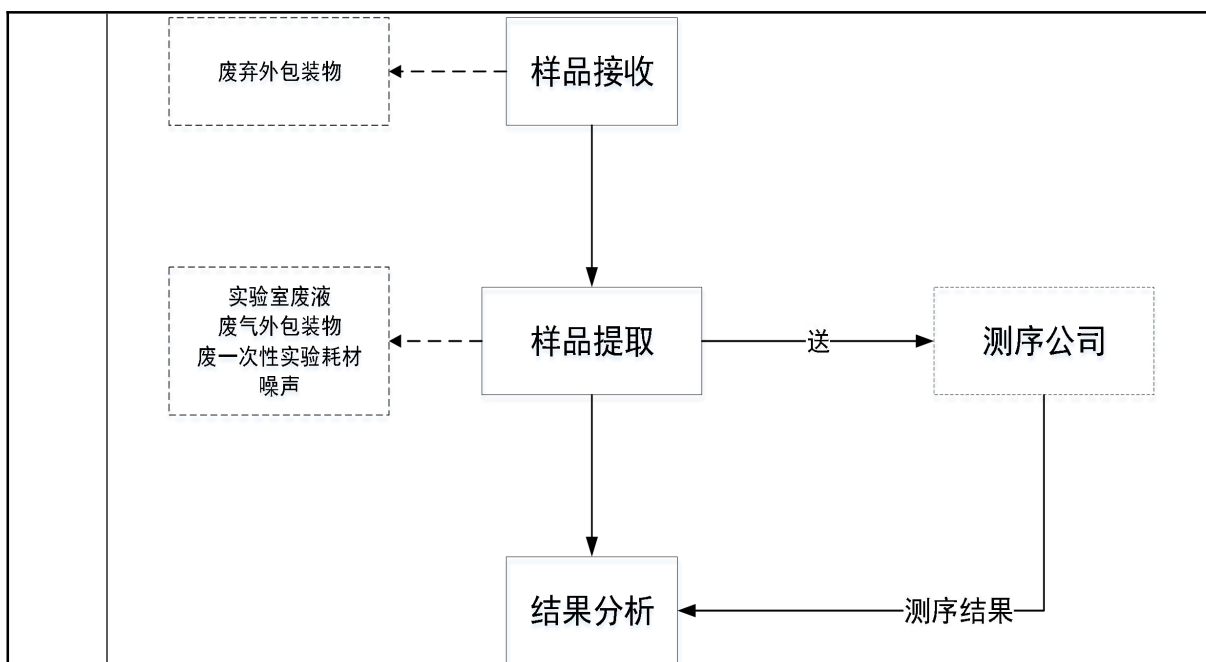 废弃外包装物
样品接收
实验室废液
废气外包装物
废一次性实验耗材
噪声
样品提取
送
测序公司
结果分析
测序结果